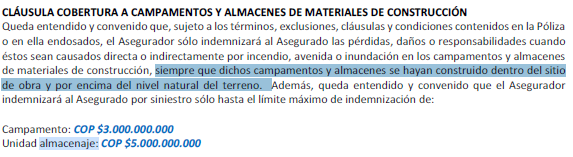 CLÁUSULA COBERTURA A CAMPAMENTOS Y ALMACENES DE MATERIALES DE CONSTRUCCIÓN
Queda entendido y convenido que, sujeto a los términos, exclusiones, cláusulas y condiciones contenidos en la Póliza
o en ella endosados, el Asegurador sólo indemnizará al Asegurado las pérdidas, daños o responsabilidades cuando
éstos sean causados directa o indirectamente por incendio, avenida o inundación en los campamentos y almacenes
de materiales de construcción, siempre que dichos campamentos y almacenes se hayan construido dentro del sitio
de obra y por encima del nivel natural del terreno. Además, queda entendido y convenido que el Asegurador
indemnizará al Asegurado por siniestro sólo hasta el límite máximo de indemnización de:
Campamento: COP $3.000.000.000
Unidad almacenaje: COP $5.000.000.000